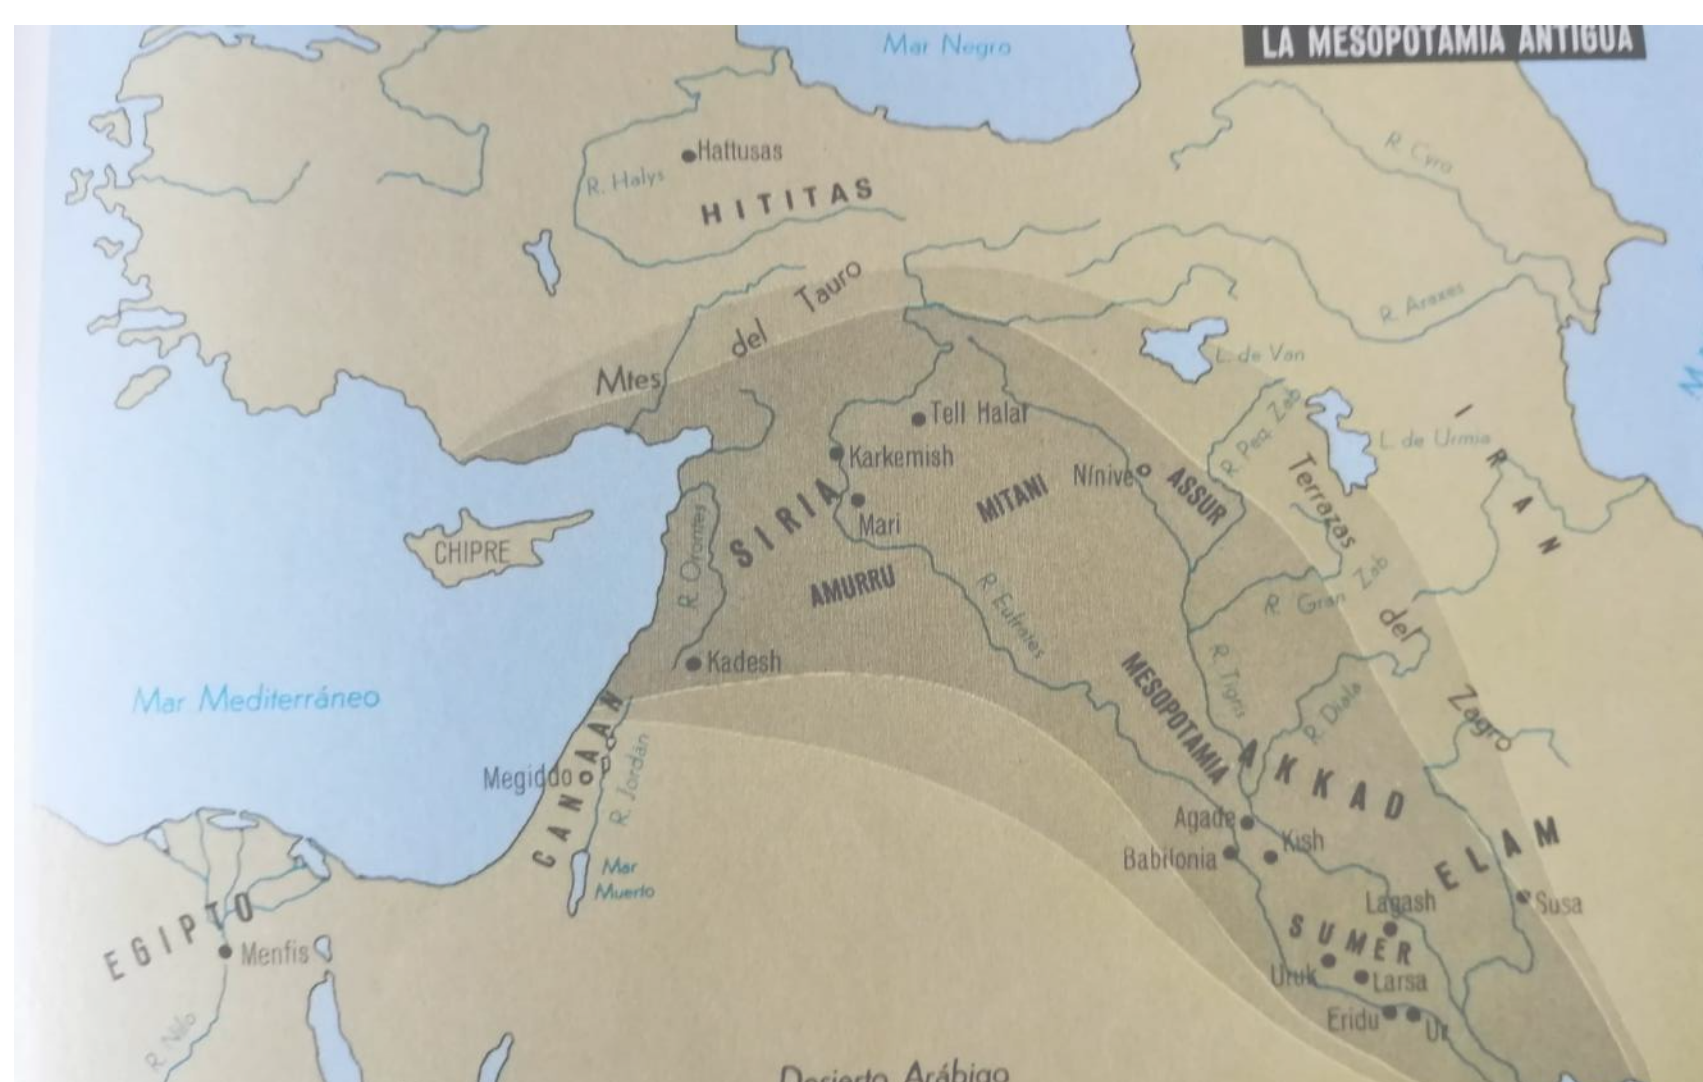 LA MESOPOTAMIA ANTIGUA
Mar Negro
R. Cyro
Hattusas
R. Halys
HITITAS
Mtes del Tauro
R. Araxes
L. de Van
R. Peq. Zab
L. de Urmia
IRAN
Tell Halaf
Karkemish
Nínive
ASSUR
Terrazas del Zagro
MITANI
SIRIA
Mari
CHIPRE
R. Orontes
AMURRU
R. Eufrates
R. Gran Zab
Kadesh
R. Tigris
MESOPOTAMIA
R. Diala
Mar Mediterráneo
CANAAN
Megiddo
R. Jordán
AKKAD
Agade
Kish
Babilonia
ELAM
Mar
Muerto
Lagash
Susa
EGIPTO
SUMER
Menfis
Uruk
Larsa
Eridu
Ur
R. Nilo
Desierto Arábigo